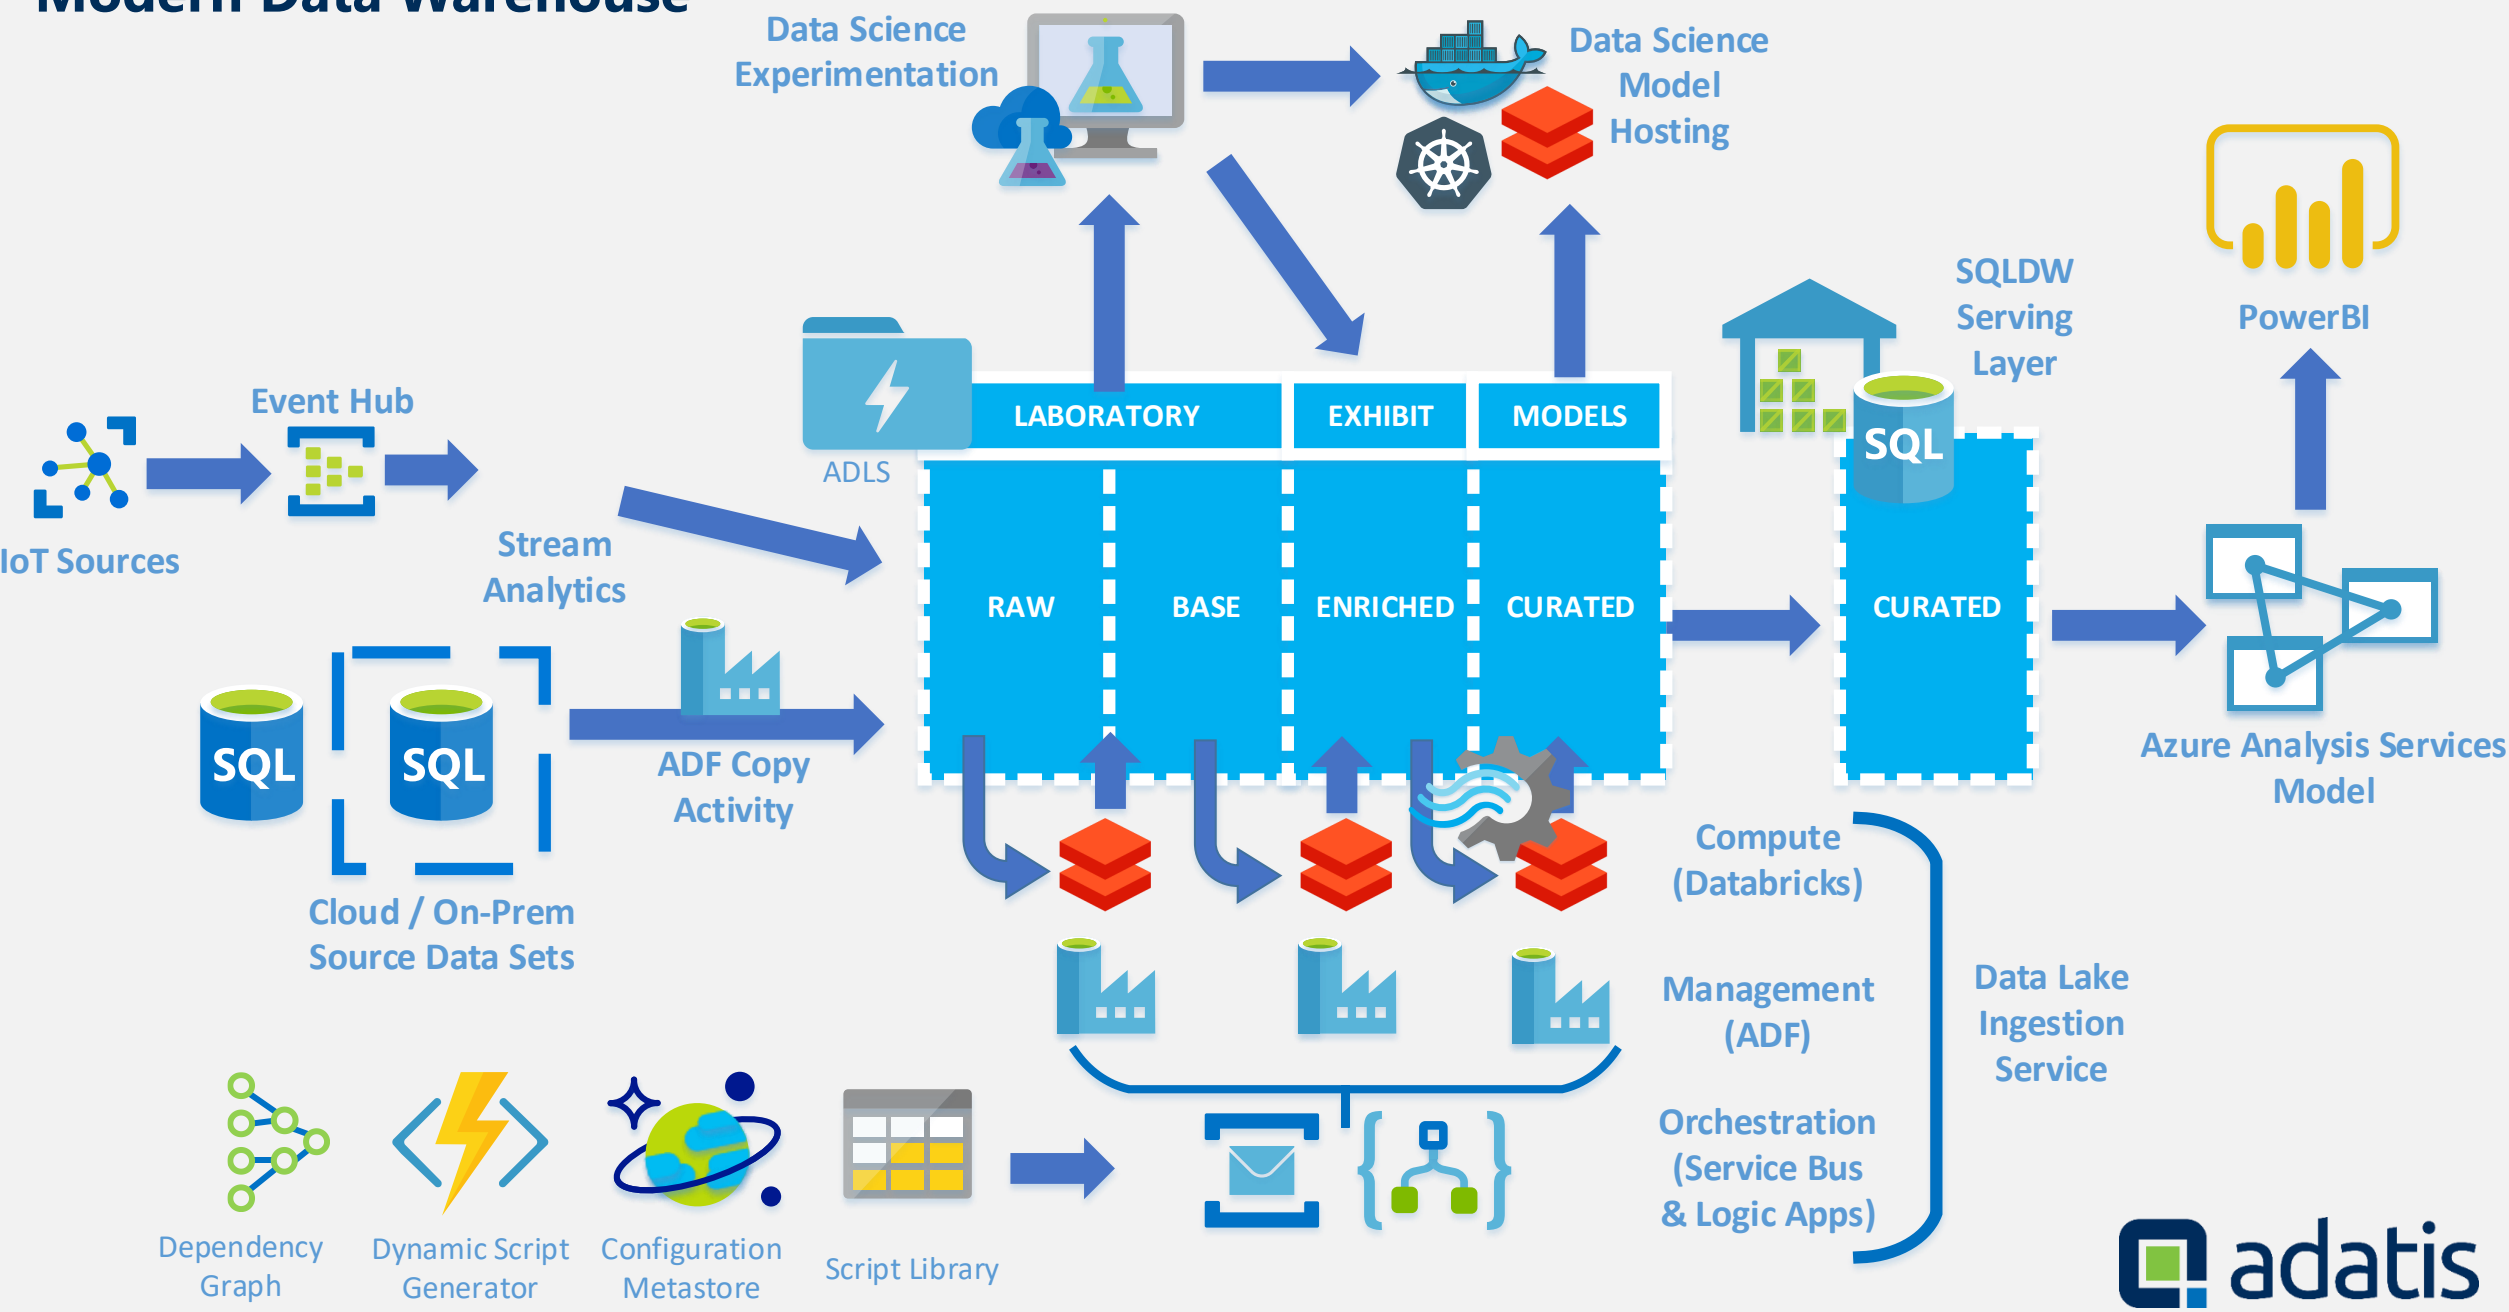 Modern Data Warehouse
Data Science
Experimentation
Data Science
Model
Hosting
SQLDW
Serving
Layer
PowerBI
Event Hub
IoT Sources
Stream
Analytics
ADLS
LABORATORY
EXHIBIT
MODELS
RAW
BASE
ENRICHED
CURATED
SQL
CURATED
SQL
SQL
Cloud / On-Prem
Source Data Sets
ADF Copy
Activity
Azure Analysis Services
Model
Compute
(Databricks)
Management
(ADF)
Orchestration
(Service Bus
& Logic Apps)
Data Lake
Ingestion
Service
Dependency
Graph
Dynamic Script
Generator
Configuration
Metastore
Script Library
adatis